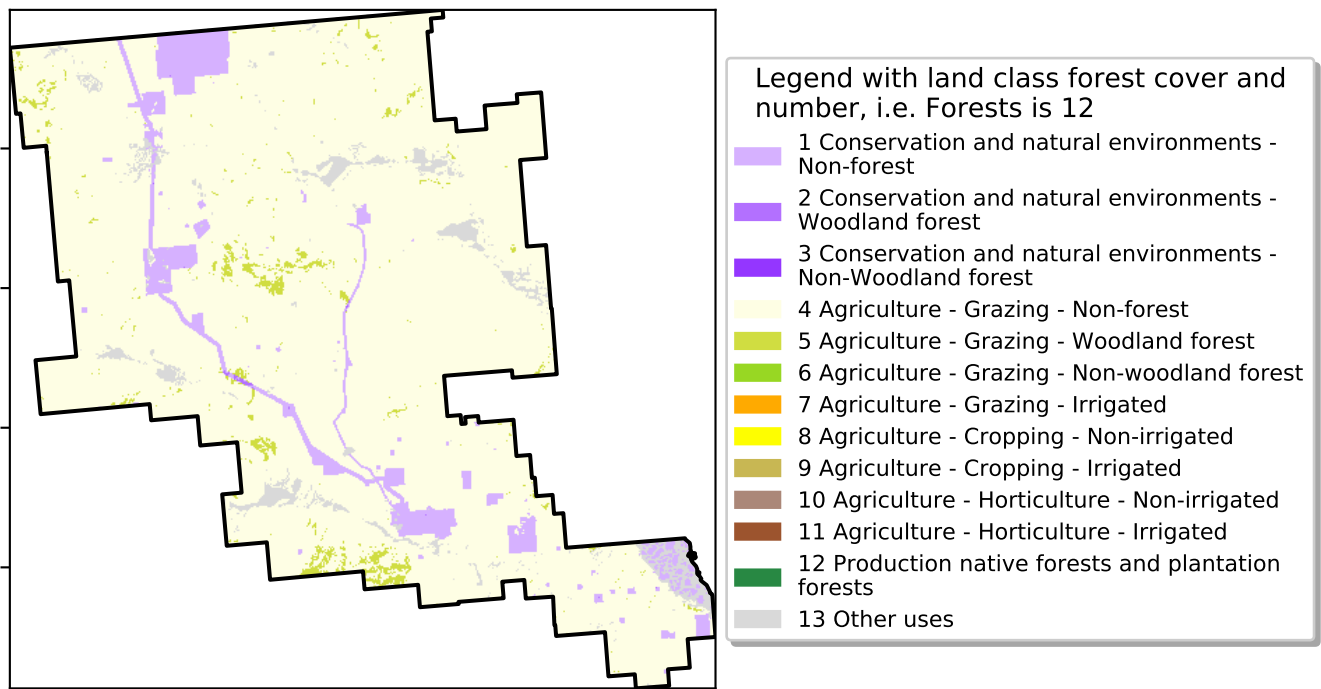 Legend with land class forest cover and
number, i.e. Forests is 12
1 Conservation and natural environments -
Non-forest
2 Conservation and natural environments -
Woodland forest
3 Conservation and natural environments -
Non-Woodland forest
4 Agriculture - Grazing - Non-forest
5 Agriculture - Grazing - Woodland forest
6 Agriculture - Grazing - Non-woodland forest
7 Agriculture - Grazing - Irrigated
8 Agriculture - Cropping - Non-irrigated
9 Agriculture - Cropping - Irrigated
10 Agriculture - Horticulture - Non-irrigated
11 Agriculture - Horticulture - Irrigated
12 Production native forests and plantation
forests
13 Other uses